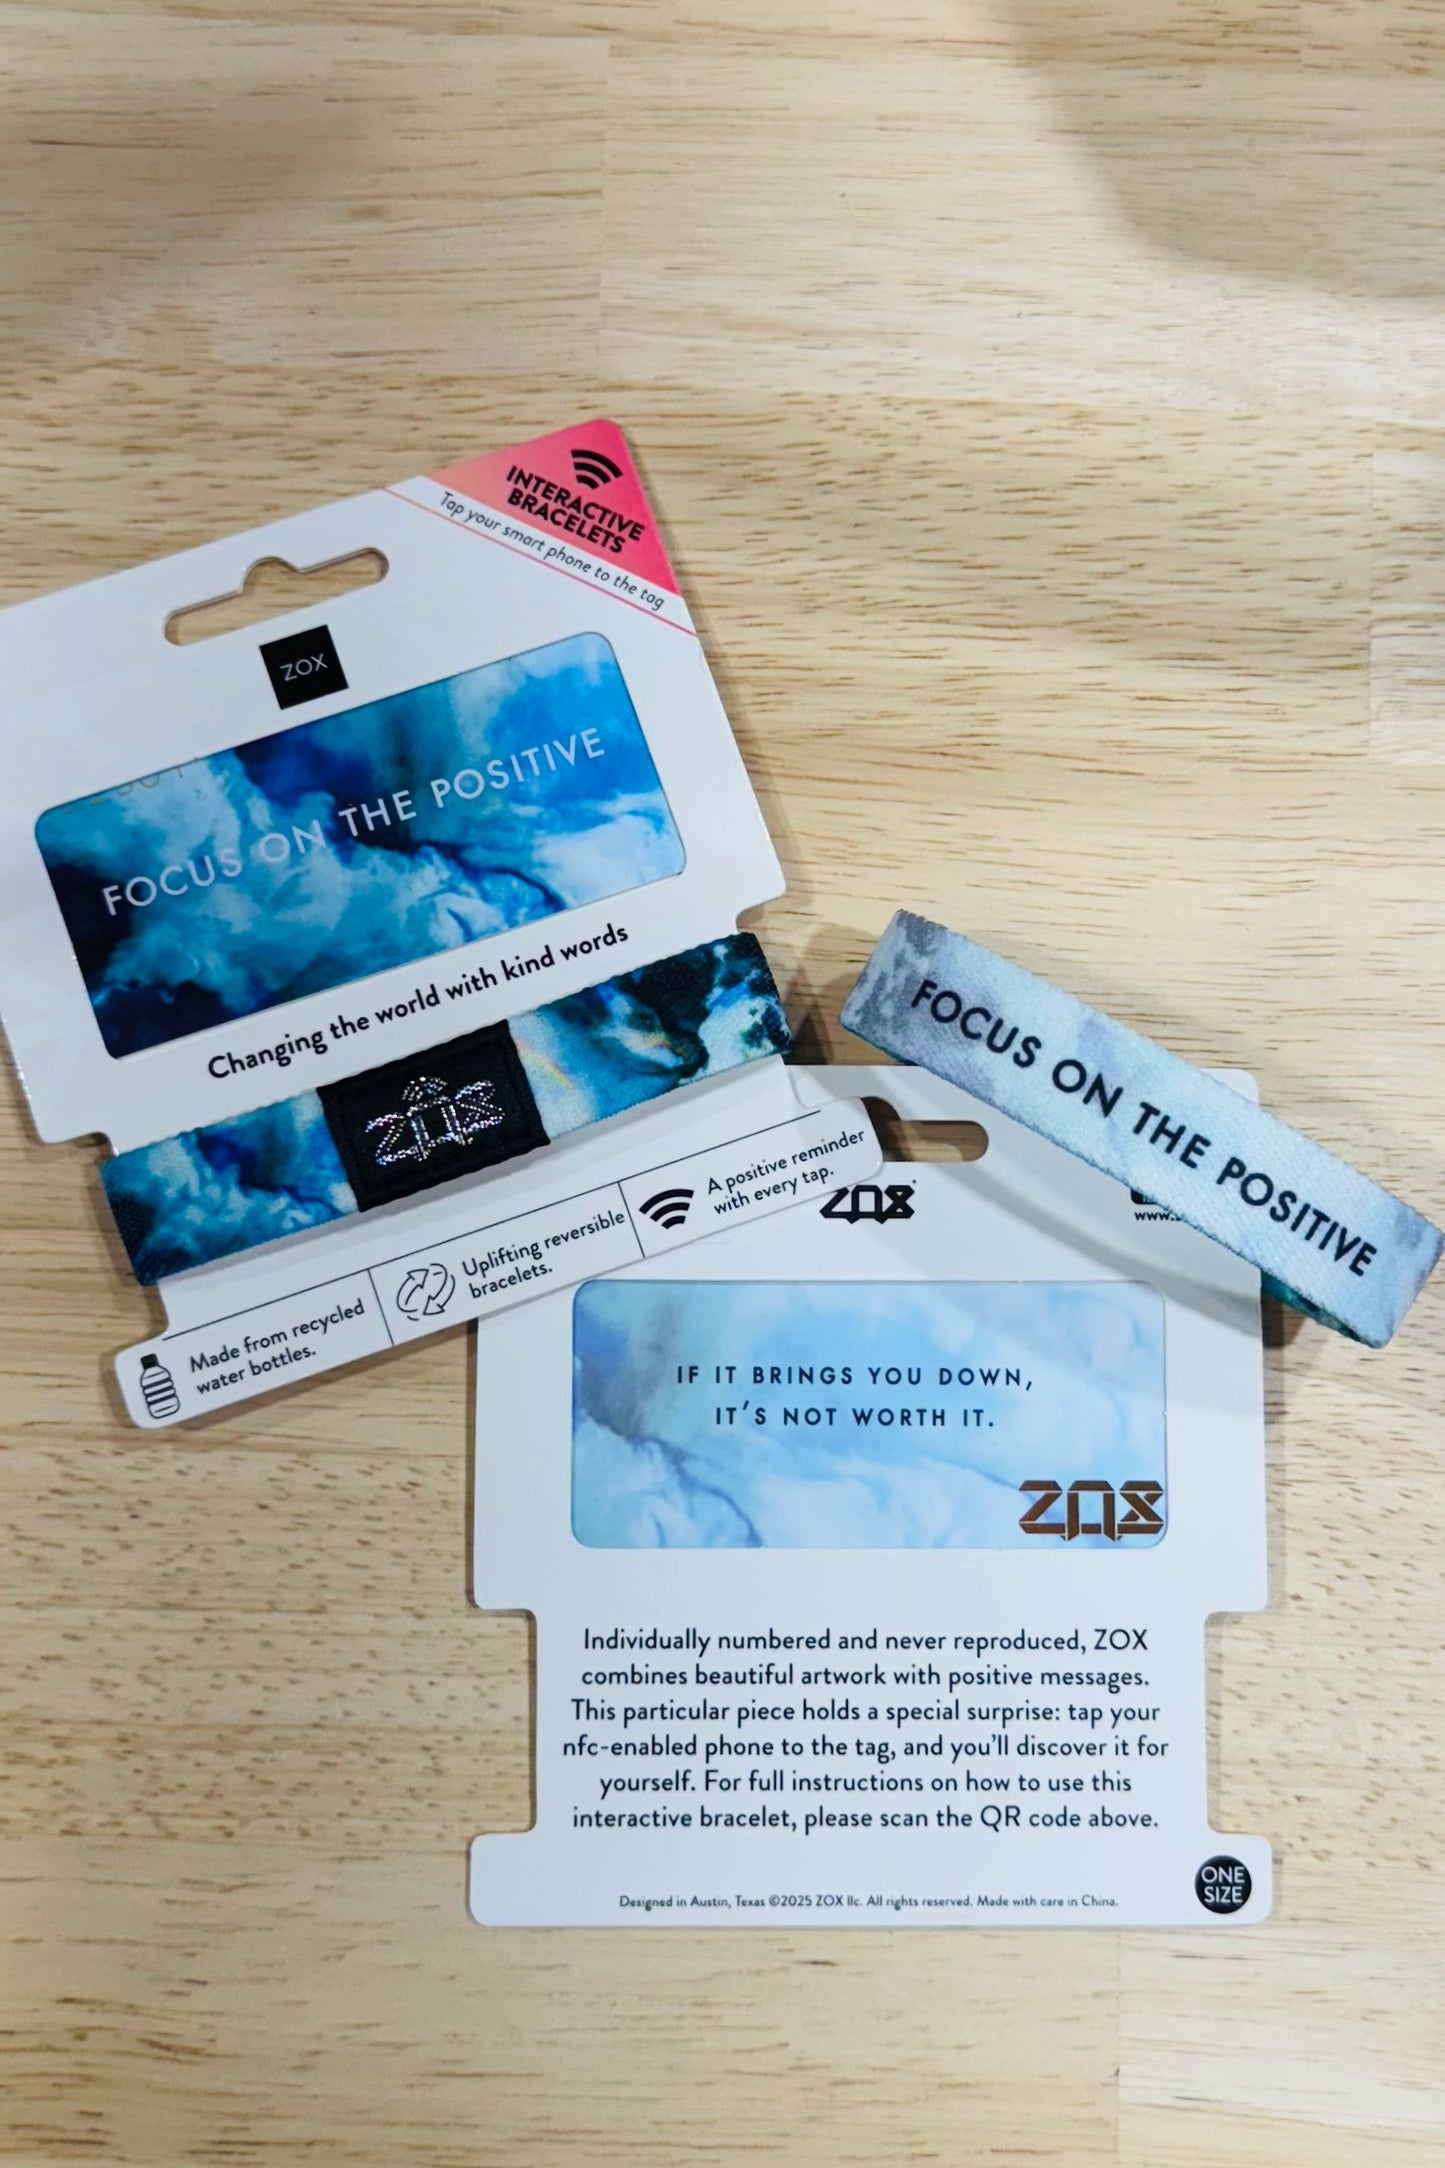 INTERACTIVE
BRACELETS
Tap your smart phone to the tag
ZOX
FOCUS ON THE POSITIVE
Changing the world with kind words
ZOX
Made from recycled
water bottles.
Uplifting reversible
bracelets.
A positive reminder
with every tap.
FOCUS ON THE POSITIVE
ZOX
www.
IF IT BRINGS YOU DOWN,
IT'S NOT WORTH IT.
ZOX
Individually numbered and never reproduced, ZOX
combines beautiful artwork with positive messages.
This particular piece holds a special surprise: tap your
nfc-enabled phone to the tag, and you'll discover it for
yourself. For full instructions on how to use this
interactive bracelet, please scan the QR code above.
Designed in Austin, Texas ©2025 ZOX llc. All rights reserved. Made with care in China.
ONE
SIZE